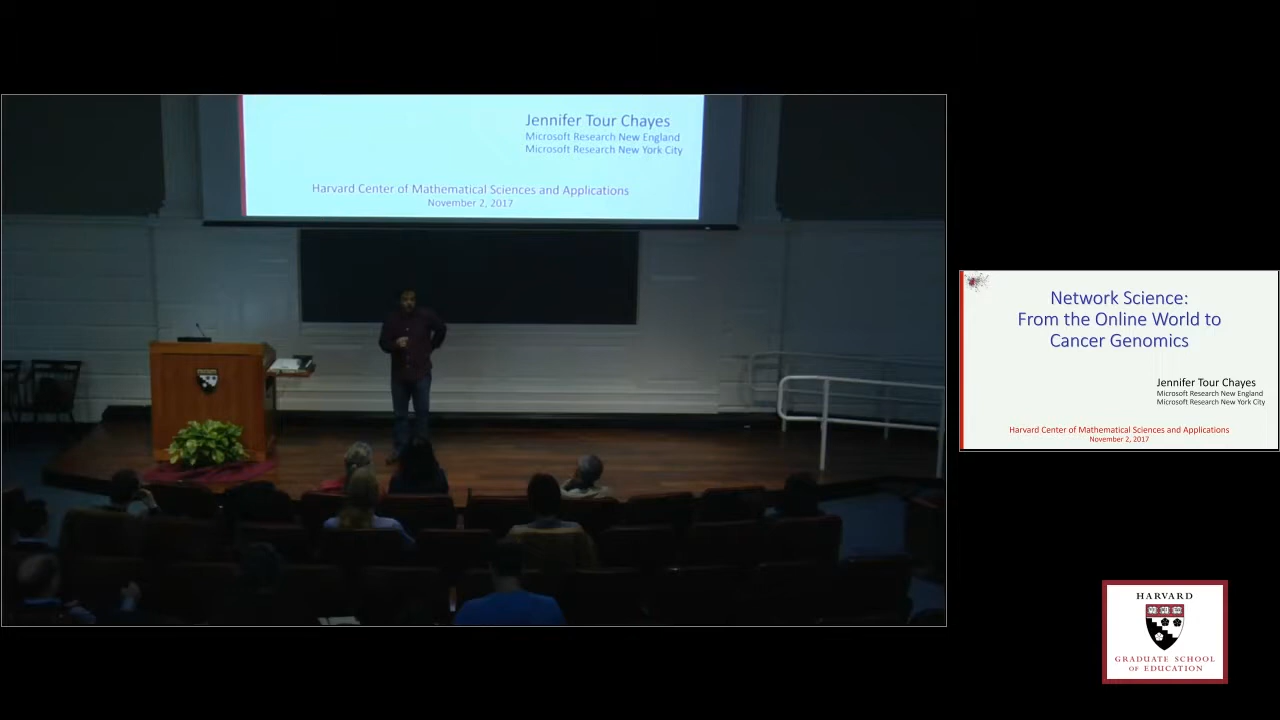 Jennifer Tour Chayes
Microsoft Research New England
Microsoft Research New York City
Harvard Center of Mathematical Sciences and Applications
November 2, 2017
Network Science:
From the Online World to
Cancer Genomics
Jennifer Tour Chayes
Microsoft Research New England
Microsoft Research New York City
Harvard Center of Mathematical Sciences and Applications
November 2, 2017
HARVARD
GRADUATE SCHOOL
OF EDUCATION